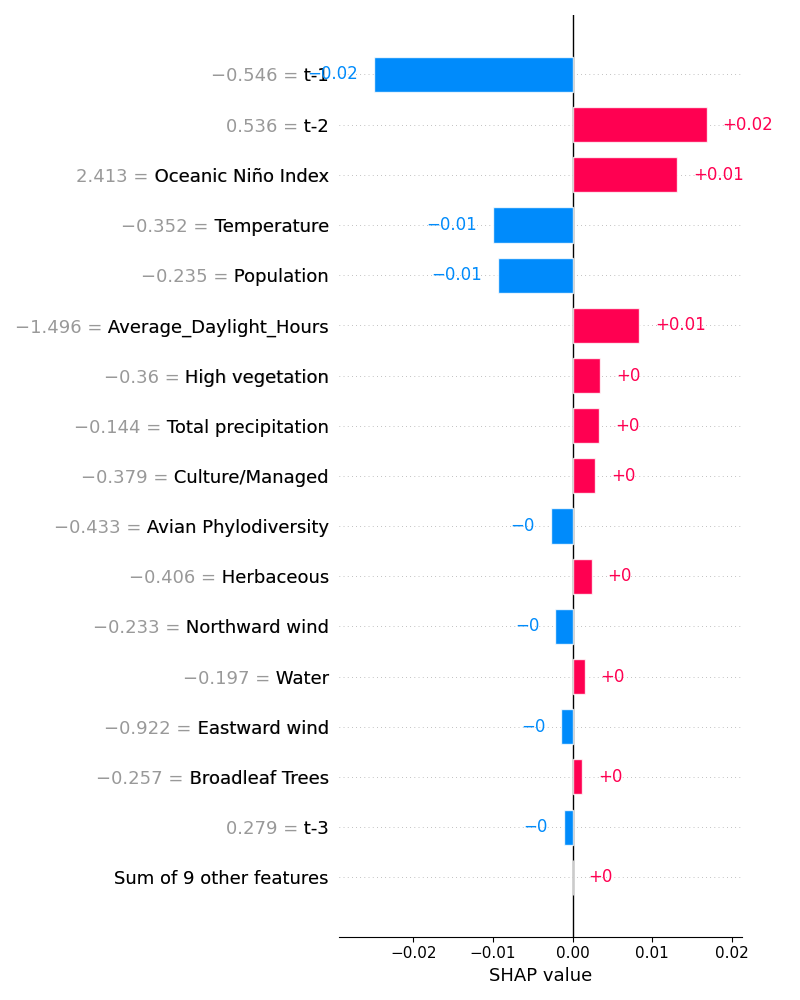 −0.546 = t-1 −0.02
0.536 = t-2 +0.02
2.413 = Oceanic Niño Index +0.01
−0.352 = Temperature −0.01
−0.235 = Population −0.01
−1.496 = Average_Daylight_Hours +0.01
−0.36 = High vegetation +0
−0.144 = Total precipitation +0
−0.379 = Culture/Managed +0
−0.433 = Avian Phylodiversity −0
−0.406 = Herbaceous +0
−0.233 = Northward wind −0
−0.197 = Water +0
−0.922 = Eastward wind −0
−0.257 = Broadleaf Trees +0
0.279 = t-3 −0
Sum of 9 other features +0
−0.02 −0.01 0.00 0.01 0.02
SHAP value